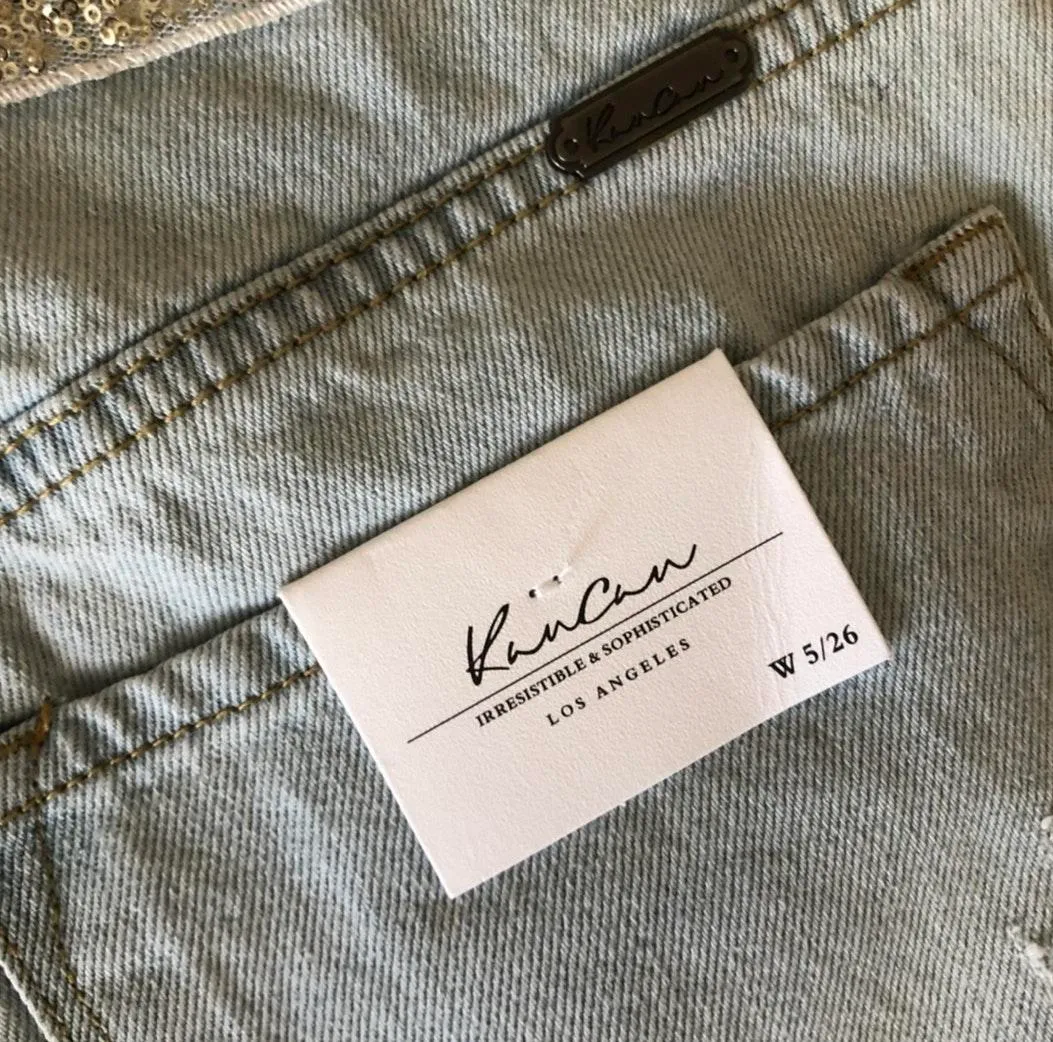 KanCan
KanCan
IRRESISTIBLE & SOPHISTICATED
LOS ANGELES
W 5/26